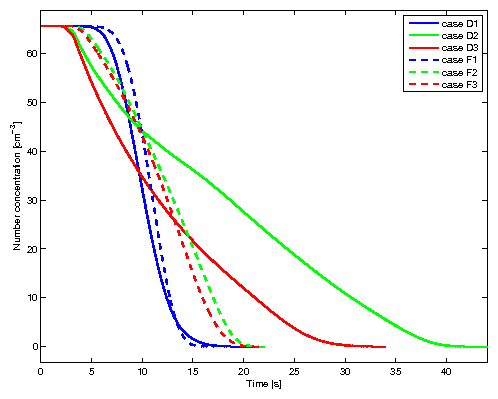 case D1
case D2
case D3
case F1
case F2
case F3
Number concentration [cm⁻³]
60
50
40
30
20
10
0
0 5 10 15 20 25 30 35 40
Time [s]